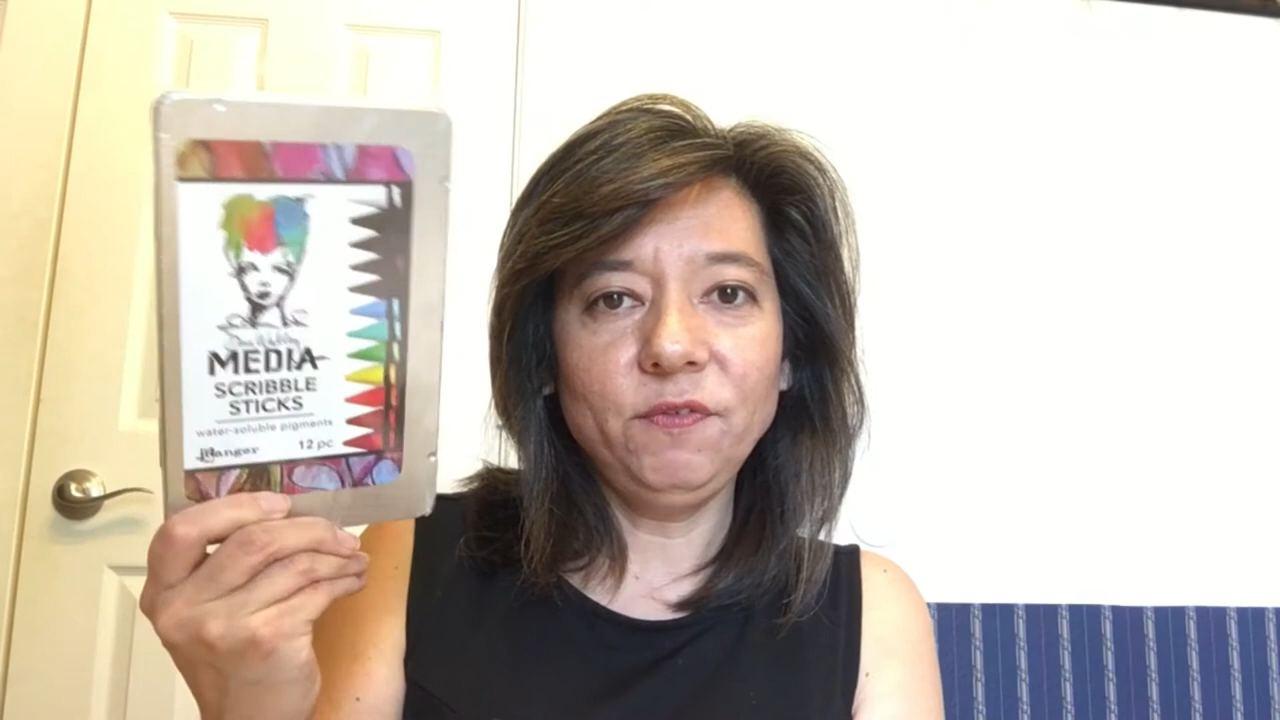 MEDIA
SCRIBBLE
STICKS
water-soluble pigments
Ranger 12 pc